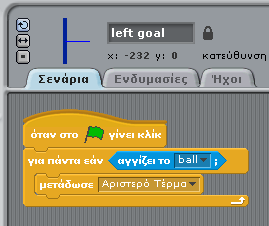 left goal
x: -232 y: 0 κατεύθυνση
Σενάρια Ενδυμασίες Ήχοι
όταν στο γίνει κλίκ
για πάντα εάν αγγίζει το ball ;
μετάδωσε Αριστερό Τέρμα